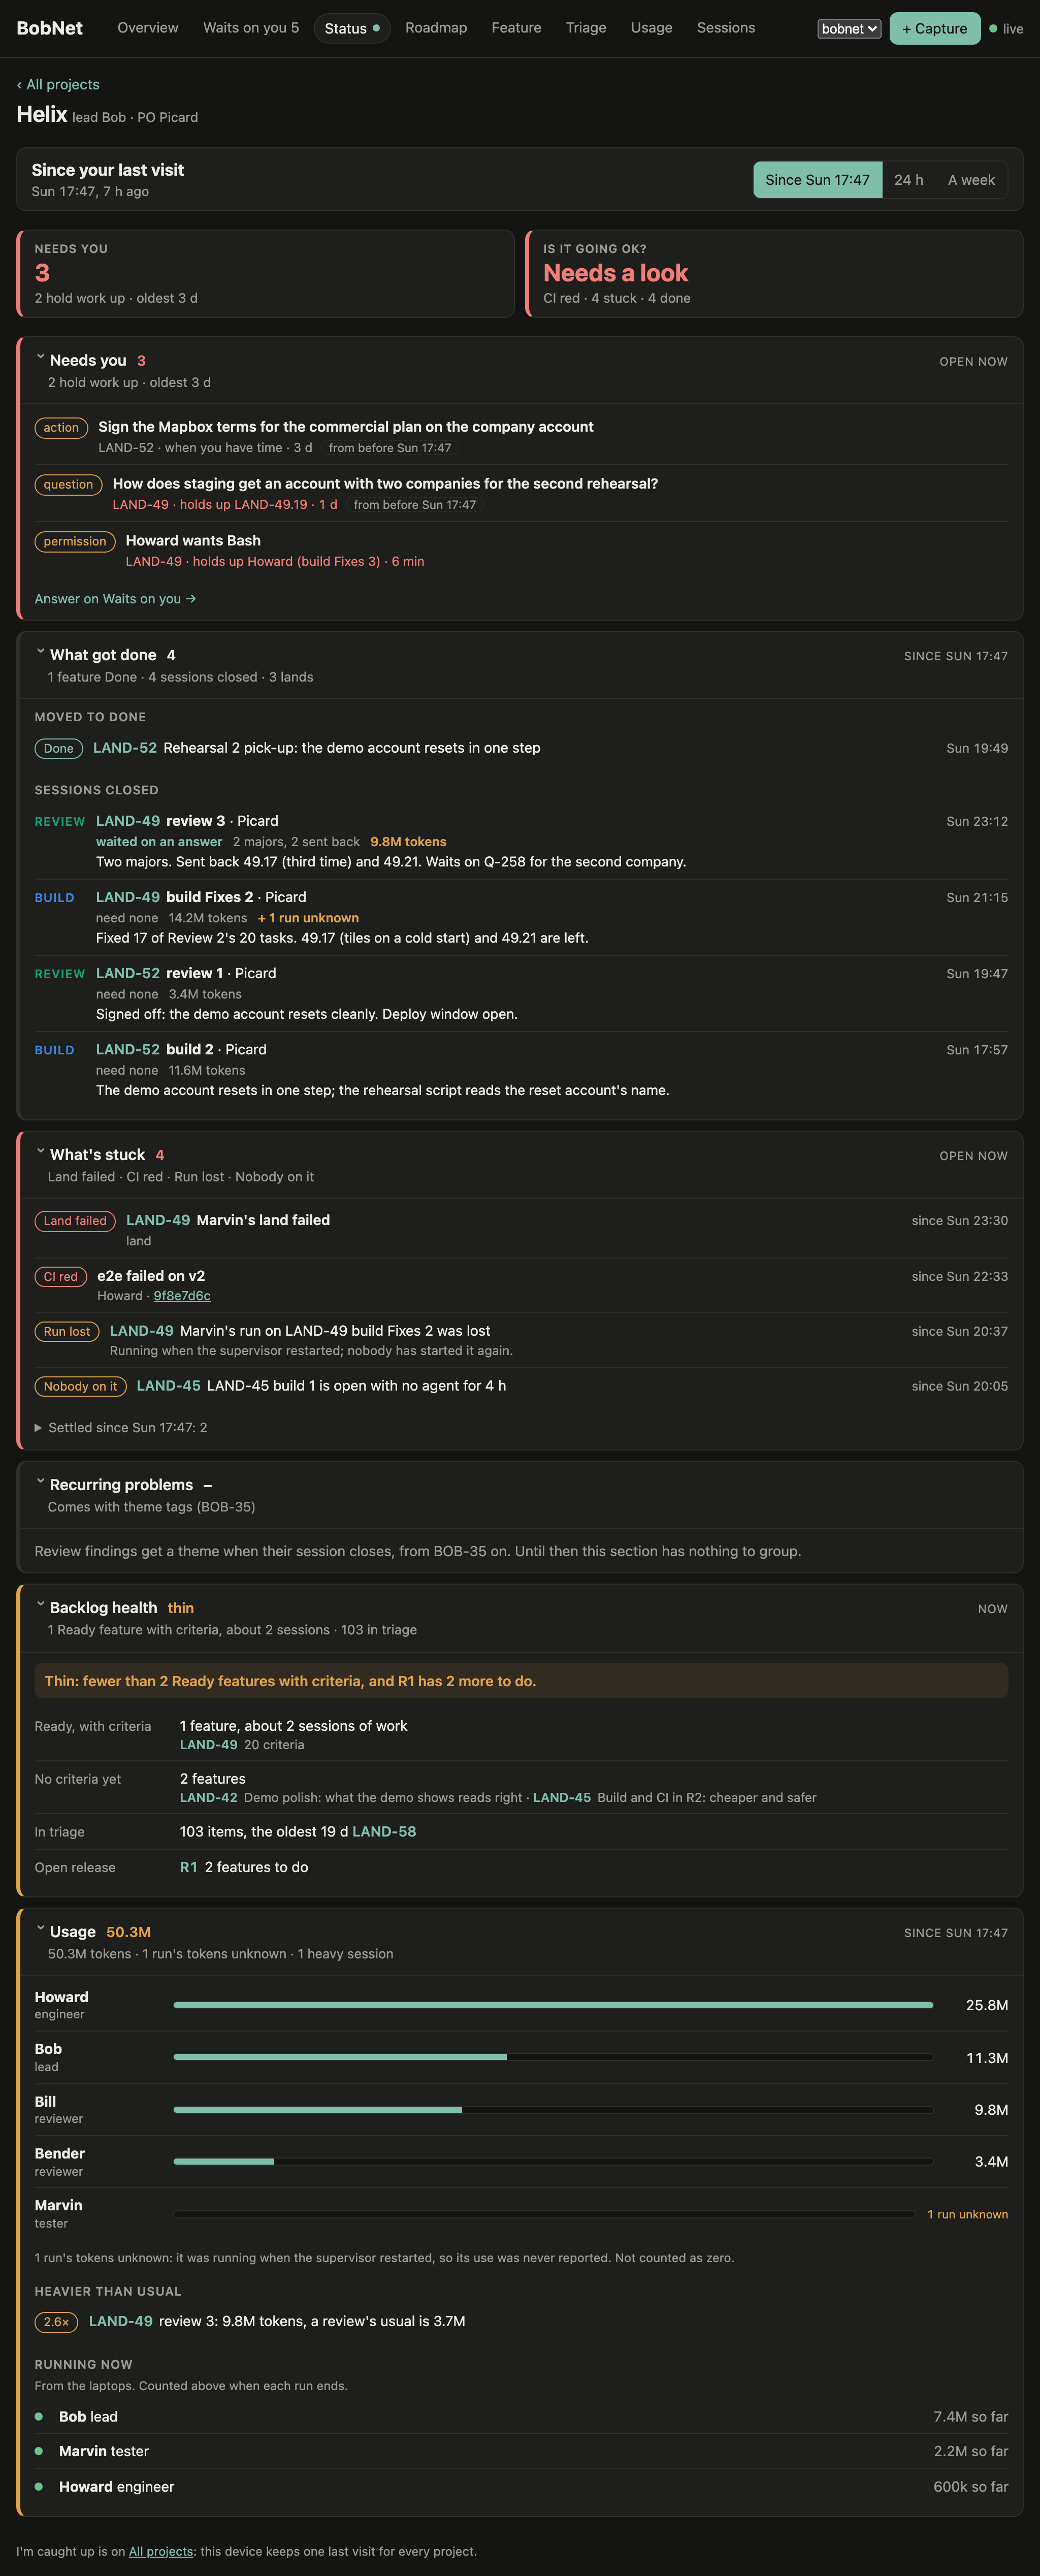 BobNet Overview Waits on you 5 Status Roadmap Feature Triage Usage Sessions bobnet + Capture live
‹ All projects
Helix lead Bob · PO Picard
Since your last visit
Sun 17:47, 7 h ago
Since Sun 17:47 24 h A week
NEEDS YOU
3
2 hold work up · oldest 3 d
IS IT GOING OK?
Needs a look
CI red · 4 stuck · 4 done
Needs you 3 OPEN NOW
2 hold work up · oldest 3 d
action Sign the Mapbox terms for the commercial plan on the company account
LAND-52 · when you have time · 3 d from before Sun 17:47
question How does staging get an account with two companies for the second rehearsal?
LAND-49 · holds up LAND-49.19 · 1 d from before Sun 17:47
permission Howard wants Bash
LAND-49 · holds up Howard (build Fixes 3) · 6 min
Answer on Waits on you →
What got done 4 SINCE SUN 17:47
1 feature Done · 4 sessions closed · 3 lands
MOVED TO DONE
Done LAND-52 Rehearsal 2 pick-up: the demo account resets in one step Sun 19:49
SESSIONS CLOSED
REVIEW LAND-49 review 3 · Picard Sun 23:12
waited on an answer 2 majors, 2 sent back 9.8M tokens
Two majors. Sent back 49.17 (third time) and 49.21. Waits on Q-258 for the second company.
BUILD LAND-49 build Fixes 2 · Picard Sun 21:15
need none 14.2M tokens + 1 run unknown
Fixed 17 of Review 2's 20 tasks. 49.17 (tiles on a cold start) and 49.21 are left.
REVIEW LAND-52 review 1 · Picard Sun 19:47
need none 3.4M tokens
Signed off: the demo account resets cleanly. Deploy window open.
BUILD LAND-52 build 2 · Picard Sun 17:57
need none 11.6M tokens
The demo account resets in one step; the rehearsal script reads the reset account's name.
What's stuck 4 OPEN NOW
Land failed · CI red · Run lost · Nobody on it
Land failed LAND-49 Marvin's land failed since Sun 23:30
land
CI red e2e failed on v2 since Sun 22:33
Howard · 9f8e7d6c
Run lost LAND-49 Marvin's run on LAND-49 build Fixes 2 was lost since Sun 20:37
Running when the supervisor restarted; nobody has started it again.
Nobody on it LAND-45 LAND-45 build 1 is open with no agent for 4 h since Sun 20:05
Settled since Sun 17:47: 2
Recurring problems –
Comes with theme tags (BOB-35)
Review findings get a theme when their session closes, from BOB-35 on. Until then this section has nothing to group.
Backlog health thin NOW
1 Ready feature with criteria, about 2 sessions · 103 in triage
Thin: fewer than 2 Ready features with criteria, and R1 has 2 more to do.
Ready, with criteria 1 feature, about 2 sessions of work
LAND-49 20 criteria
No criteria yet 2 features
LAND-42 Demo polish: what the demo shows reads right · LAND-45 Build and CI in R2: cheaper and safer
In triage 103 items, the oldest 19 d LAND-58
Open release R1 2 features to do
Usage 50.3M SINCE SUN 17:47
50.3M tokens · 1 run's tokens unknown · 1 heavy session
Howard 25.8M
engineer
Bob 11.3M
lead
Bill 9.8M
reviewer
Bender 3.4M
reviewer
Marvin 1 run unknown
tester
1 run's tokens unknown: it was running when the supervisor restarted, so its use was never reported. Not counted as zero.
HEAVIER THAN USUAL
2.6× LAND-49 review 3: 9.8M tokens, a review's usual is 3.7M
RUNNING NOW
From the laptops. Counted above when each run ends.
Bob lead 7.4M so far
Marvin tester 2.2M so far
Howard engineer 600k so far
I'm caught up is on All projects: this device keeps one last visit for every project.